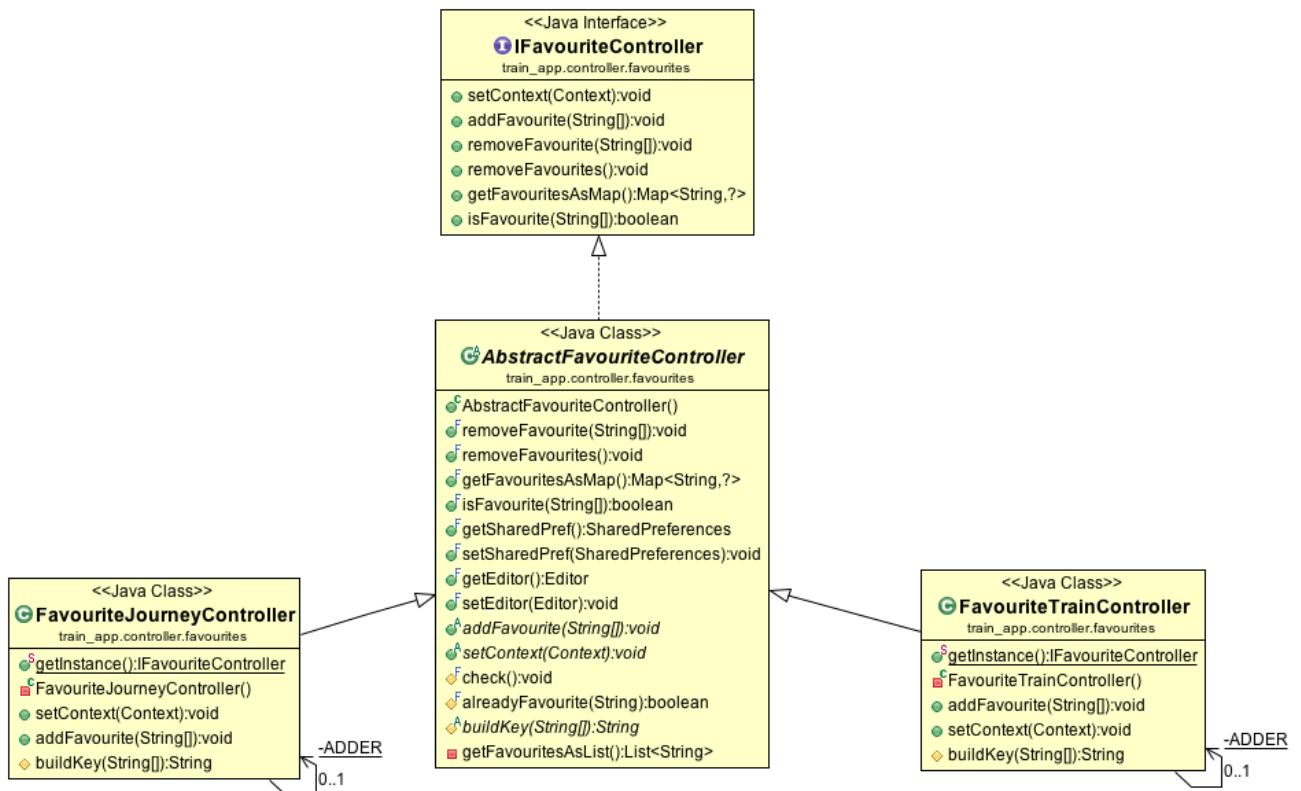 <<Java Interface>>
IFavouriteController
train_app.controller.favourites
setContext(Context):void
addFavourite(String[]):void
removeFavourite(String[]):void
removeFavourites():void
getFavouritesAsMap():Map<String,?>
isFavourite(String[]):boolean
<<Java Class>>
AbstractFavouriteController
train_app.controller.favourites
AbstractFavouriteController()
removeFavourite(String[]):void
removeFavourites():void
getFavouritesAsMap():Map<String,?>
isFavourite(String[]):boolean
getSharedPref():SharedPreferences
setSharedPref(SharedPreferences):void
getEditor():Editor
setEditor(Editor):void
addFavourite(String[]):void
setContext(Context):void
check():void
alreadyFavourite(String):boolean
buildKey(String[]):String
getFavouritesAsList():List<String>
<<Java Class>>
FavouriteJourneyController
train_app.controller.favourites
getInstance():IFavouriteController
FavouriteJourneyController()
setContext(Context):void
addFavourite(String[]):void
buildKey(String[]):String
-ADDER
0..1
<<Java Class>>
FavouriteTrainController
train_app.controller.favourites
getInstance():IFavouriteController
FavouriteTrainController()
addFavourite(String[]):void
setContext(Context):void
buildKey(String[]):String
-ADDER
0..1